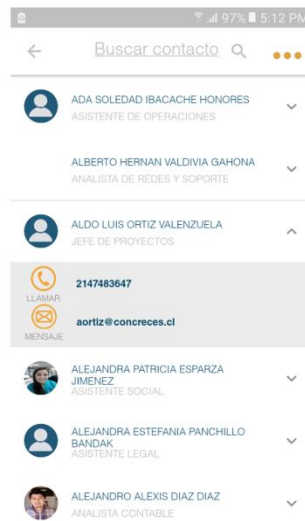 97% 5:12 PM
Buscar contacto
ADA SOLEDAD IBACACHE HONORES
ASISTENTE DE OPERACIONES
ALBERTO HERNAN VALDIVIA GAHONA
ANALISTA DE REDES Y SOPORTE
ALDO LUIS ORTIZ VALENZUELA
JEFE DE PROYECTOS
2147483647
LLAMAR
aortiz@concreces.cl
MENSAJE
ALEJANDRA PATRICIA ESPARZA
JIMENEZ
ASISTENTE SOCIAL
ALEJANDRA ESTEFANIA PANCHILLO
BANDAK
ASISTENTE LEGAL
ALEJANDRO ALEXIS DIAZ DIAZ
ANALISTA CONTABLE